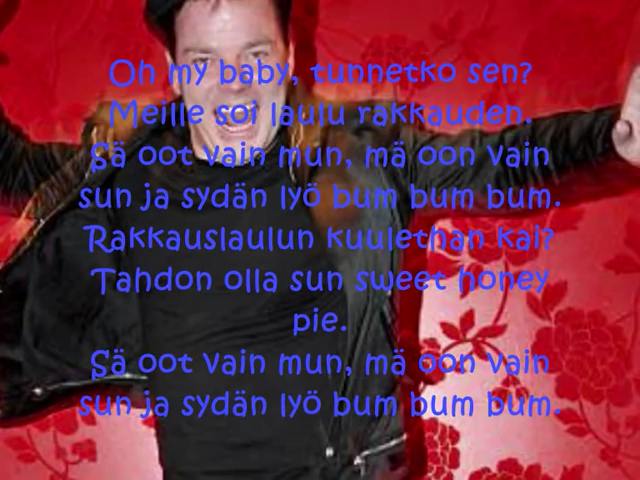 Oh my baby, tunnetko sen?
Meille soi laulu rakkauden.
Sä oot vain mun, mä oon vain
sun ja sydän lyö bum bum bum.
Rakkauslaulun kuulethan kai?
Tahdon olla sun sweet honey
pie.
Sä oot vain mun, mä oon vain
sun ja sydän lyö bum bum bum.